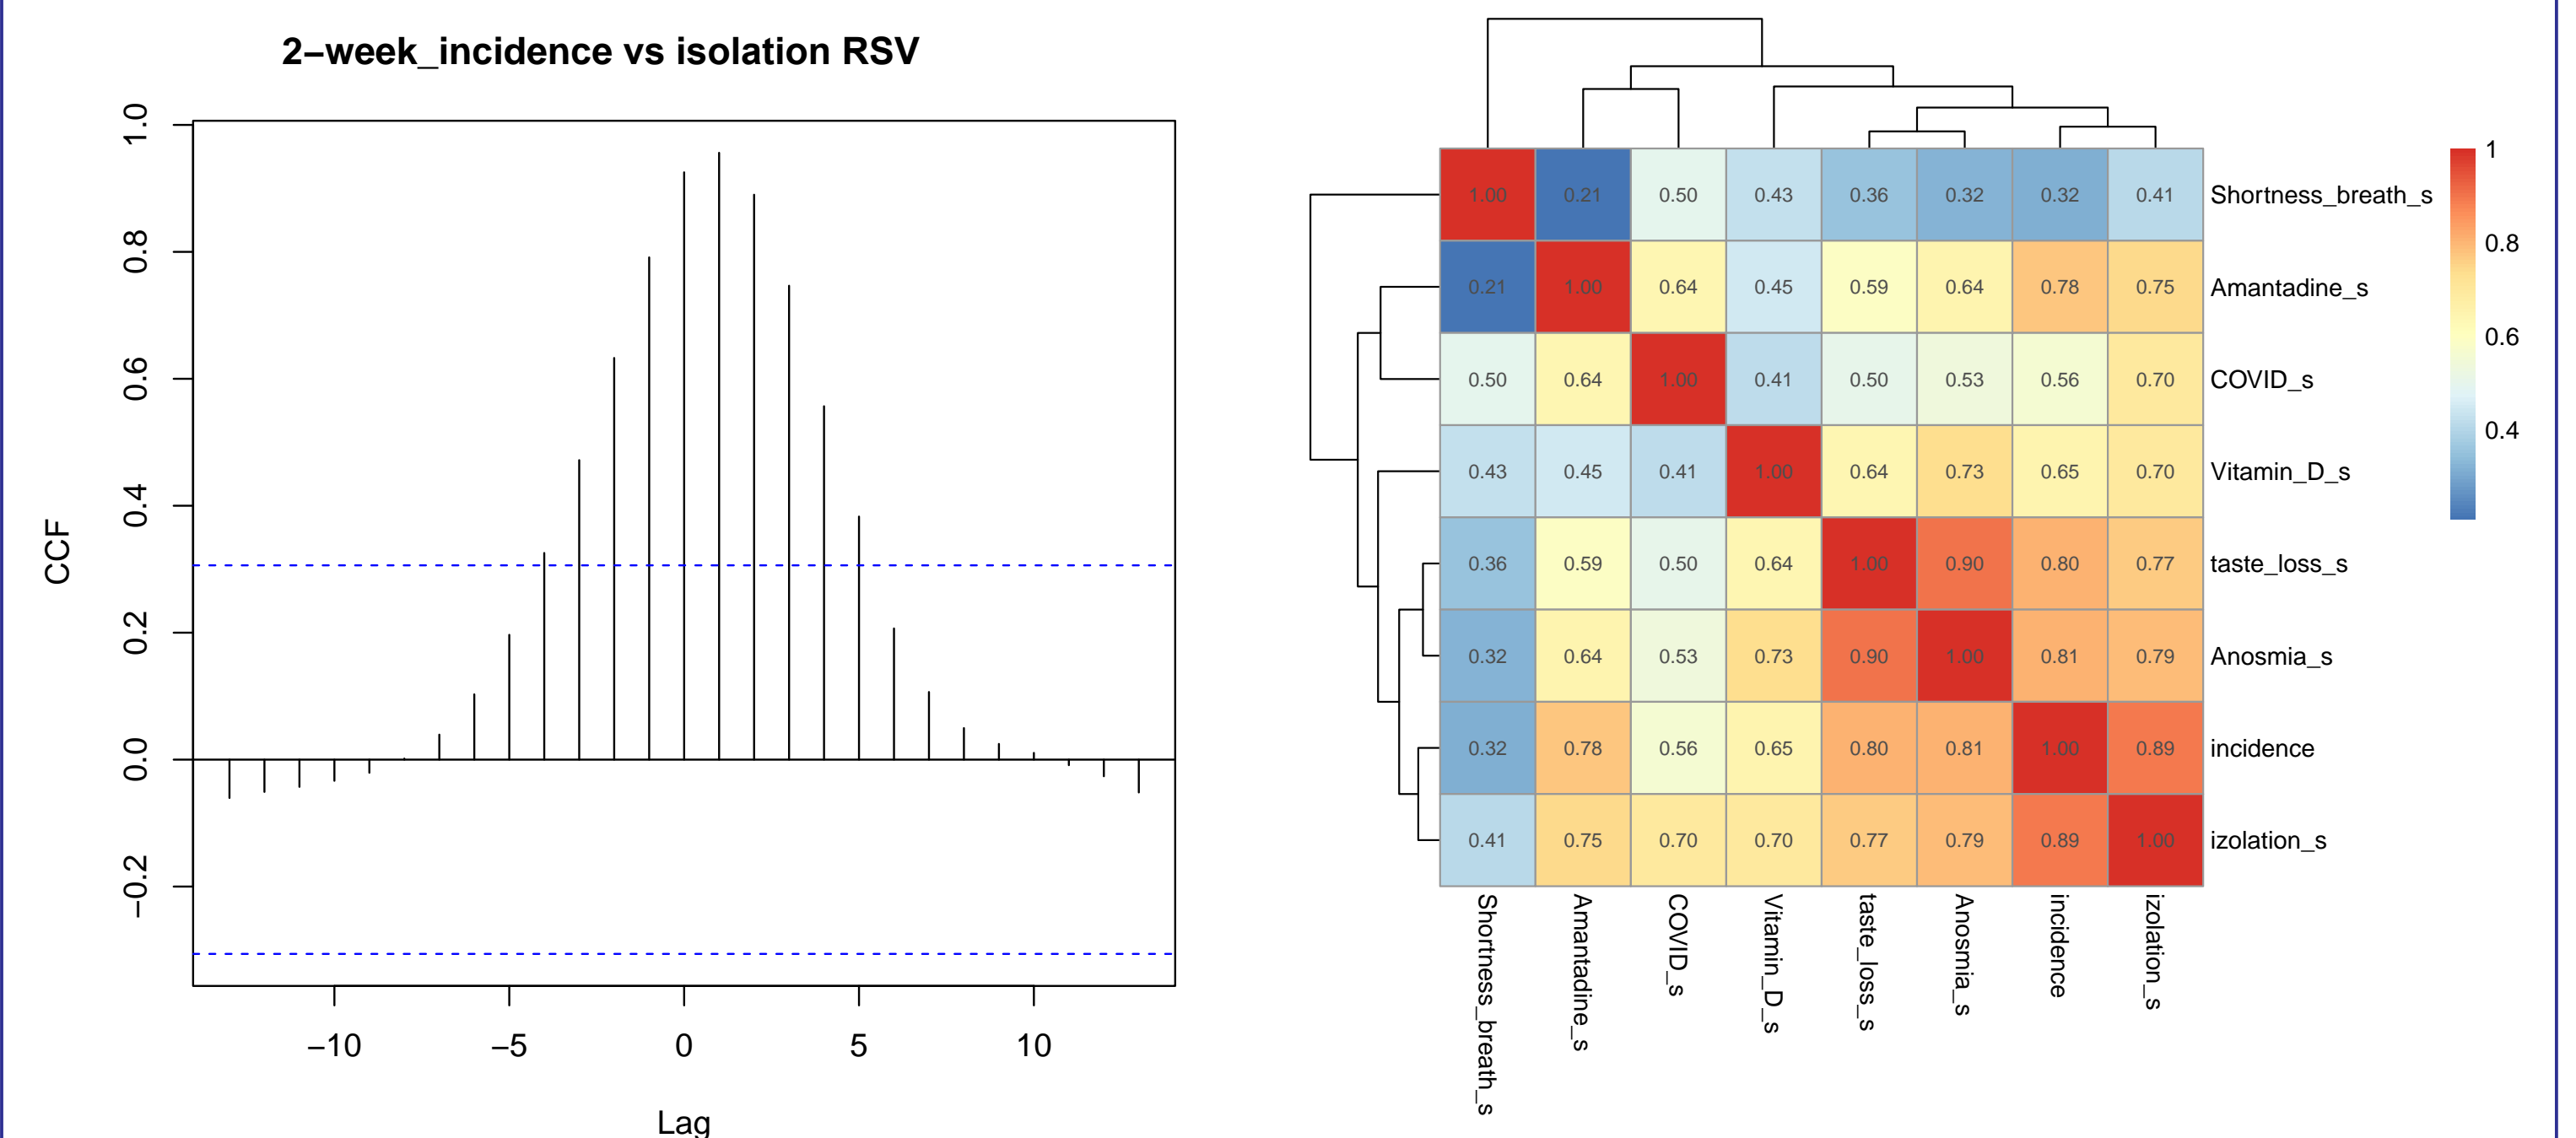 2−week_incidence vs isolation RSV
CCF
1.0
0.8
0.6
0.4
0.2
0.0
−0.2
−10 −5 0 5 10
Lag
1.00 0.21 0.50 0.43 0.36 0.32 0.32 0.41 Shortness_breath_s
0.21 1.00 0.64 0.45 0.59 0.64 0.78 0.75 Amantadine_s
0.50 0.64 1.00 0.41 0.50 0.53 0.56 0.70 COVID_s
0.43 0.45 0.41 1.00 0.64 0.73 0.65 0.70 Vitamin_D_s
0.36 0.59 0.50 0.64 1.00 0.90 0.80 0.77 taste_loss_s
0.32 0.64 0.53 0.73 0.90 1.00 0.81 0.79 Anosmia_s
0.32 0.78 0.56 0.65 0.80 0.81 1.00 0.89 incidence
0.41 0.75 0.70 0.70 0.77 0.79 0.89 1.00 izolation_s
Shortness_breath_s
Amantadine_s
COVID_s
Vitamin_D_s
taste_loss_s
Anosmia_s
incidence
izolation_s
1
0.8
0.6
0.4